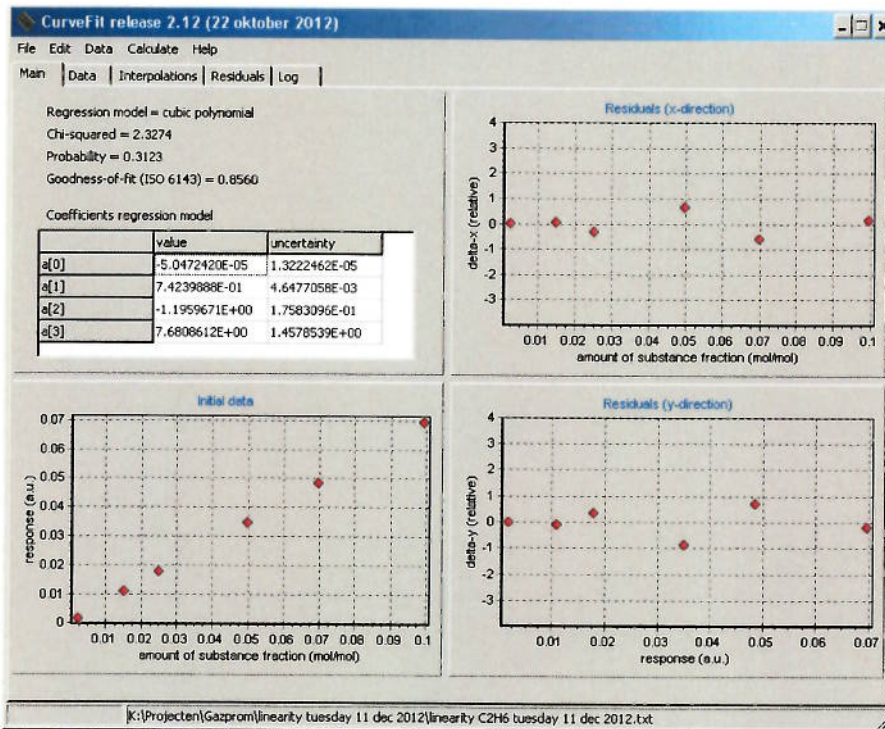 CurveFit release 2.12 (22 oktober 2012)
File Edit Data Calculate Help
Main Data Interpolations Residuals Log
Regression model = cubic polynomial
Chi-squared = 2.3274
Probability = 0.3123
Goodness-of-fit (ISO 6143) = 0.8560
Coefficients regression model
value uncertainty
a[0] -5.0472420E-05 1.3222462E-05
a[1] 7.4239888E-01 4.6477058E-03
a[2] -1.1959671E+00 1.7583096E-01
a[3] 7.6808612E+00 1.4578539E+00
Residuals (x-direction)
4
3
2
1
0
-1
-2
-3
delta-x (relative)
0.01 0.02 0.03 0.04 0.05 0.06 0.07 0.08 0.09 0.1
amount of substance fraction (mol/mol)
Initial data
0.07
0.06
0.05
0.04
0.03
0.02
0.01
0
response (a.u.)
0.01 0.02 0.03 0.04 0.05 0.06 0.07 0.08 0.09 0.1
amount of substance fraction (mol/mol)
Residuals (y-direction)
4
3
2
1
0
-1
-2
-3
delta-y (relative)
0.01 0.02 0.03 0.04 0.05 0.06 0.07
response (a.u.)
K:\Projecten\Gazprom\linearity tuesday 11 dec 2012\linearity C2H6 tuesday 11 dec 2012.txt